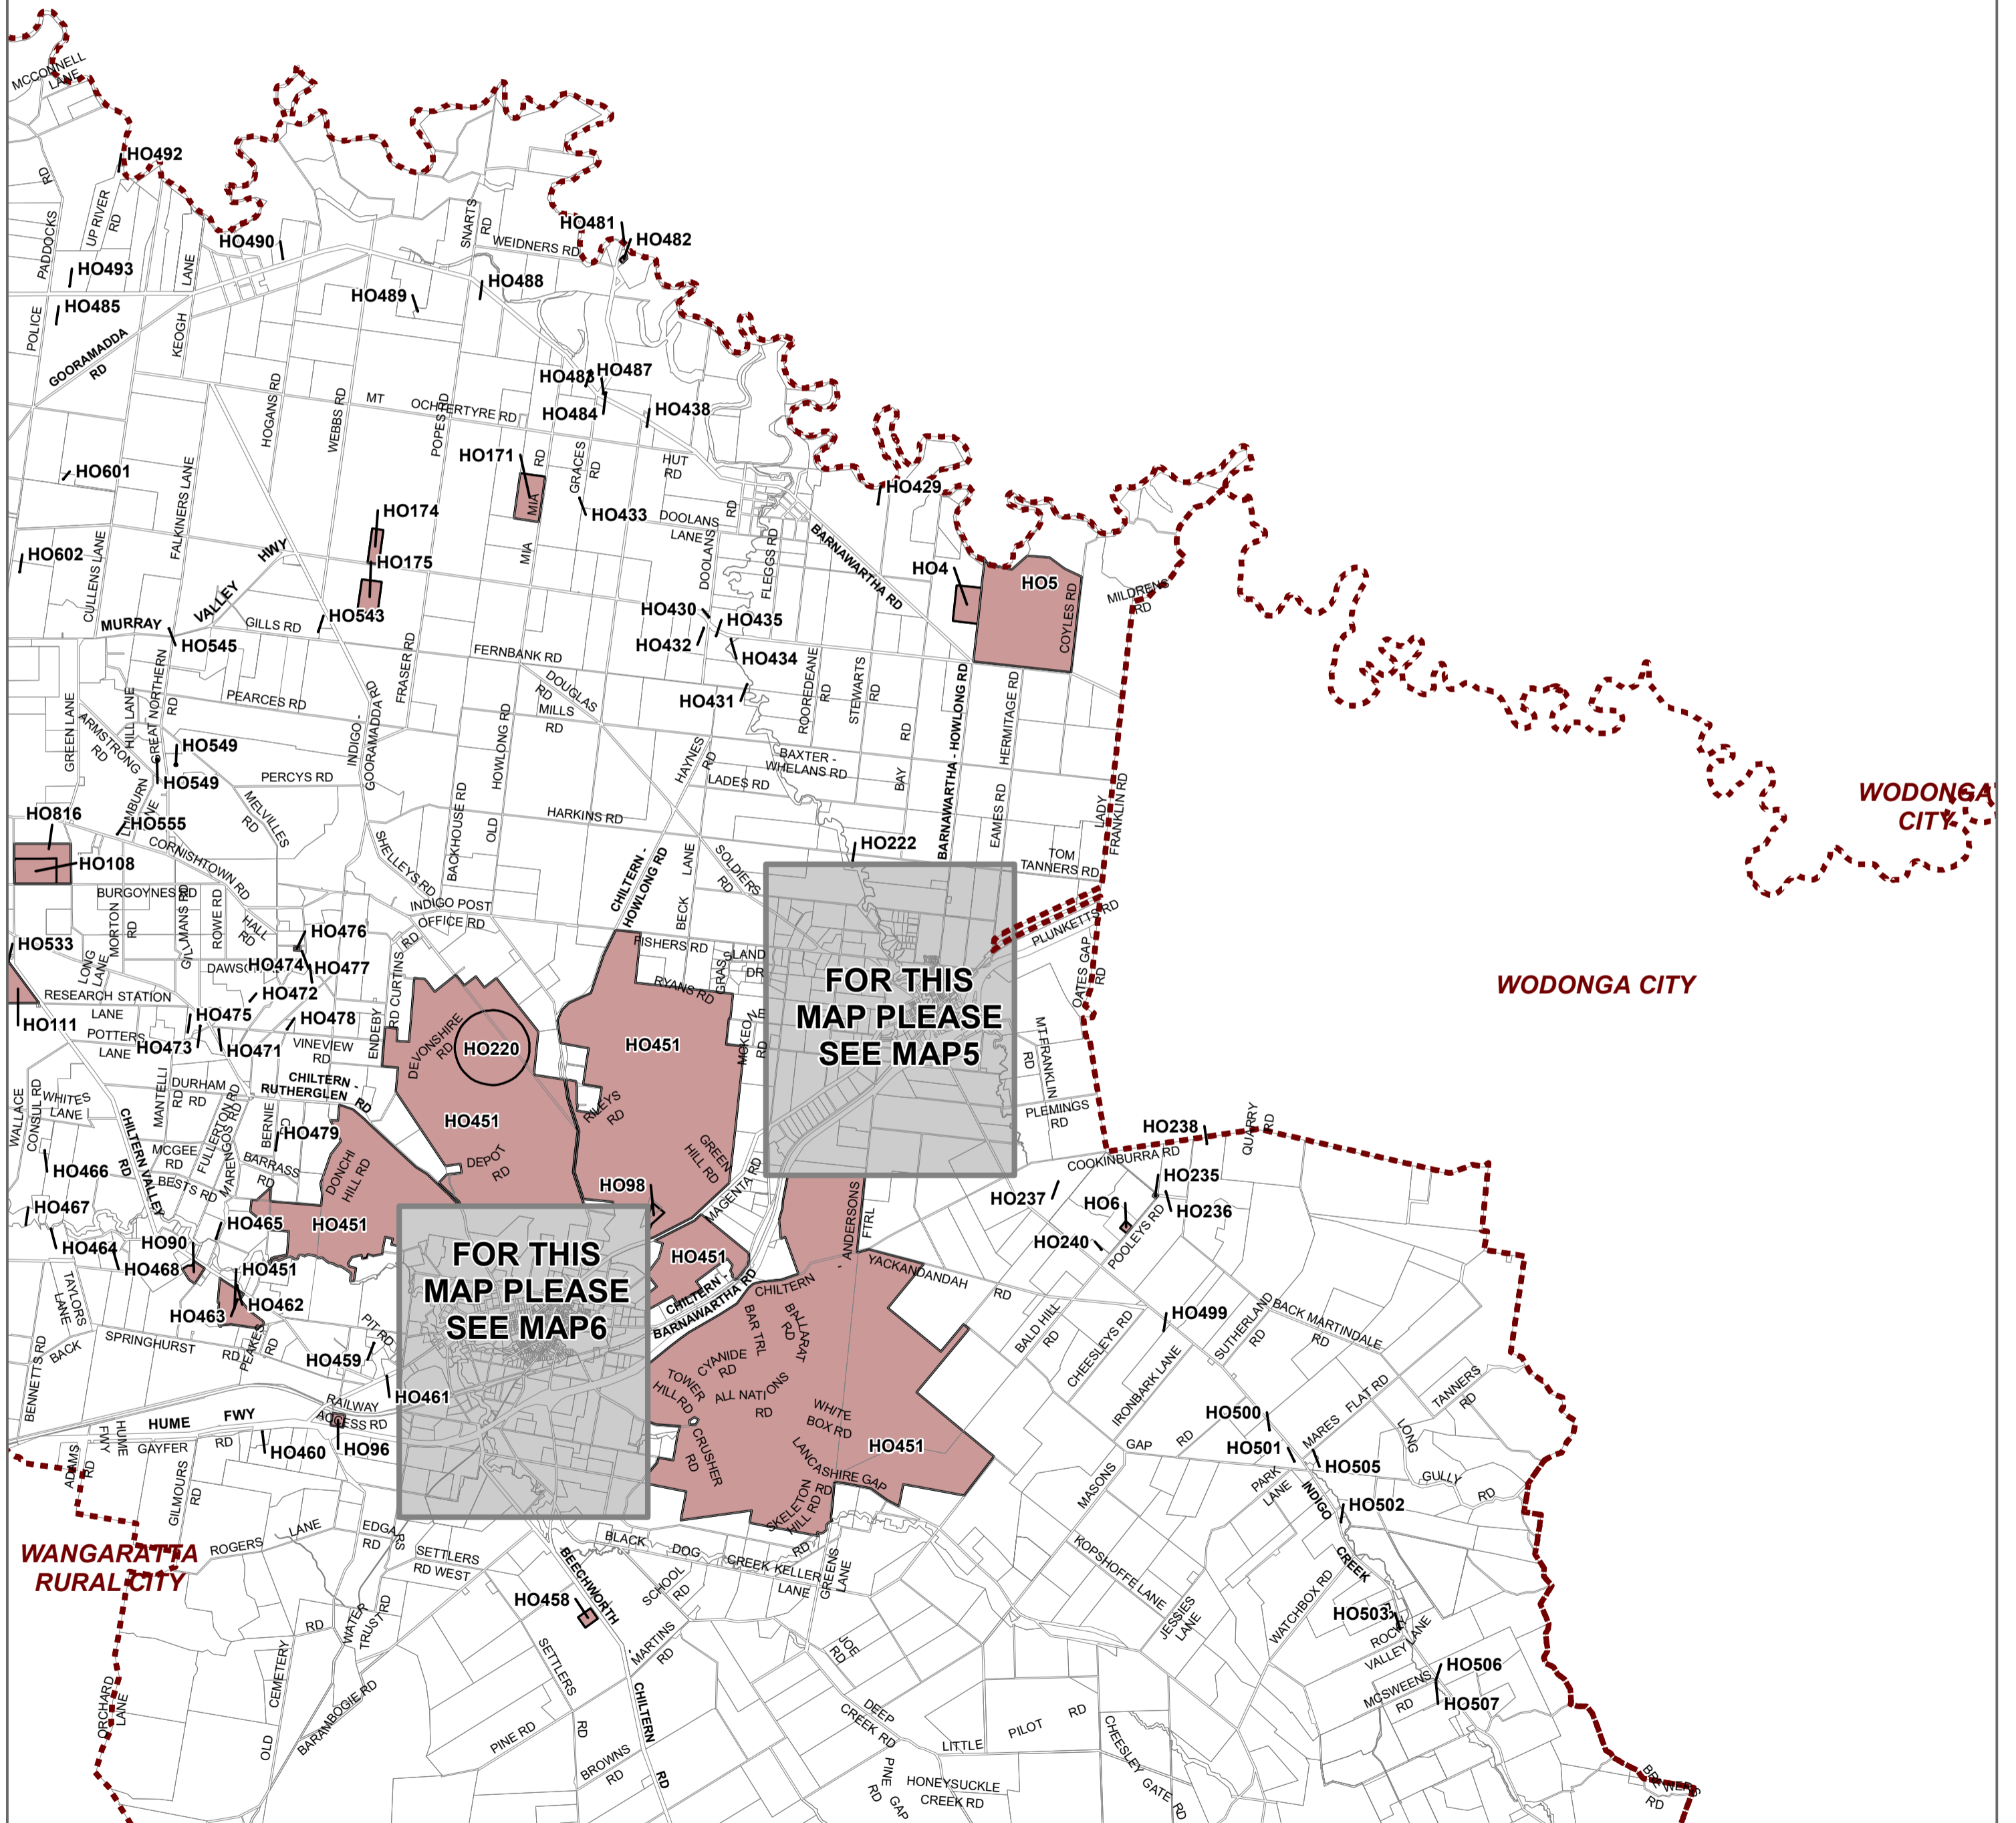 MCCONNELL
LANE
HO492
RD
UP RIVER
RD
PADDOCKS
HO490
LANE
HO493
HO485
POLICE
KEOGH
GOORAMADDA
RD
SNARTS
RD
WEIDNERS RD
HO481
HO482
HO488
HO489
HO483
HO487
HO484
HO438
HOGANS RD
WEBBS RD
MT
OCHTERTYRE RD
POPES RD
HO171
RD
MIA
MIA
GRACES
RD
HUT
RD
HO433
DOOLANS
LANE
RD
DOOLANS
FLEGGS RD
HO429
BARNAWARTHA RD
HO601
HO602
FALKINERS LANE
CULLENS LANE
HO174
HO175
HWY
VALLEY
MURRAY
GILLS RD
HO543
HO545
HO4
HO5
COYLES RD
MILDRENS
RD
HO430
HO435
HO432
HO434
HO431
FERNBANK RD
FRASER RD
DOUGLAS
RD
MILLS
RD
ROOREDEANE
RD
STEWARTS
RD
BARNAWARTHA - HOWLONG RD
HERMITAGE RD
PEARCES RD
GREEN LANE
HILL LANE
GREAT NORTHERN
RD
ARMSTRONG
RD
INDIGO -
GOORAMADDA RD
HO549
HO549
PERCYS RD
MELVILLES
RD
HOWLONG RD
OLD
BACKHOUSE RD
HAYNES
RD
BAXTER -
WHELANS RD
LADES RD
BAY
RD
EAMES RD
LADY
FRANKLIN RD
HARKINS RD
HO816
HO555
HO108
CORNISHTOWN RD
SHELLEYS RD
CHILTERN -
HOWLONG RD
BECK
LANE
SOLDIERS
RD
HO222
TOM
TANNERS RD
WODONGA
CITY
BURGOYNES RD
MORTON
RD
GILLMANS RD
ROWE RD
HALL
RD
INDIGO POST
OFFICE RD
HO476
HO474
HO477
HO472
HO533
LONG
LANE
RD CURTINS
RD
FISHERS RD
RYANS RD
DR
PLUNKETTS RD
OATES GAP
RD
WODONGA CITY
FOR THIS
MAP PLEASE
SEE MAP5
RESEARCH STATION
LANE
HO111
POTTERS
LANE
HO475
HO473
HO478
HO471
VINEVIEW
RD
ENDEBY
DEVONSHIRE
RD
HO220
HO451
RD
MT FRANKLIN
RD
PLEMINGS
RD
WALLACE
CONSUL RD
WHITES
LANE
MANTELLI
RD
DURHAM
RD
CHILTERN -
RUTHERGLEN
RD
CHILTERN VALLEY
RD
FULLERTON RD
MARENGOS RD
BERNIE
HO479
HO451
RILEYS
RD
DEPOT
RD
GREEN
HILL RD
MCGEE
RD
BESTS RD
BARRASS
RD
DONCHI
HILL RD
HO466
HO467
HO464
HO468
HO90
HO465
HO451
HO98
MAGENTA RD
HO238
QUARRY
RD
COOKINBURRA RD
HO235
HO237
HO6
HO236
HO240
POOLEYS RD
ANDERSONS
FTRL
YACKANDANDAH
RD
HO451
HO462
HO463
TAYLORS
LANE
FOR THIS
MAP PLEASE
SEE MAP6
HO451
CHILTERN -
BARNAWARTHA RD
CHILTERN
-
BAR TRL
BALLARAT
RD
HO499
SUTHERLAND
RD
BACK MARTINDALE
RD
BALD HILL
RD
CHEESLEYS RD
IRONBARK LANE
BENNETTS RD
BACK
SPRINGHURST
RD
PEAKES
RD
PIT RD
HO459
HO461
CYANIDE
RD
TOWER
HILL RD
ALL NATIONS
RD
WHITE
BOX RD
CRUSHER
RD
HO451
LANCASHIRE GAP
RD
SKELETON
HILL RD
RD
RAILWAY
ACCESS RD
HUME
FWY
HUME
FWY
GAYFER
RD
HO460
HO96
ADAMS
RD
GILMOURS
RD
HO500
HO501
MARES
FLAT RD
TANNERS
RD
LONG
GULLY
RD
HO505
GAP
RD
MASONS
PARK
LANE
INDIGO
CREEK
HO502
WANGARATTA
RURAL CITY
ROGERS
LANE
EDGARS
RD
SETTLERS
RD WEST
BLACK
DOG
CREEK KELLER
LANE
GREENS
LANE
KOPSHOFFE LANE
JESSIES
LANE
WATCHBOX RD
HO458
BEECHWORTH
-
CHILTERN
RD
SCHOOL
RD
MARTINS
RD
HO503
ROCKY
VALLEY LANE
HO506
HO507
MCSWEENS
RD
RD
WATER
TRUST RD
OLD
CEMETERY
BARAMBOGIE RD
ORCHARD
LANE
SETTLERS
RD
PINE RD
BROWNS
RD
JOE
RD
DEEP
CREEK RD
LITTLE
PILOT
RD
PINE
GAP
RD
HONEYSUCKLE
CREEK RD
CHEESLEY
GATE
RD
BREWERS
RD